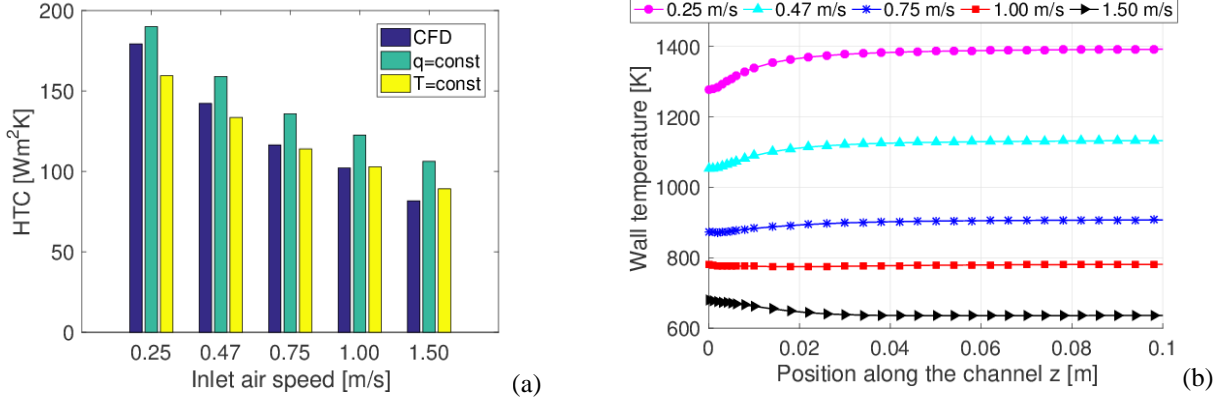 200
150
100
50
0
HTC [Wm²K]
CFD
q=const
T=const
0.25 0.47 0.75 1.00 1.50
Inlet air speed [m/s]
(a)
0.25 m/s 0.47 m/s 0.75 m/s 1.00 m/s 1.50 m/s
1400
1200
1000
800
600
Wall temperature [K]
0 0.02 0.04 0.06 0.08 0.1
Position along the channel z [m]
(b)